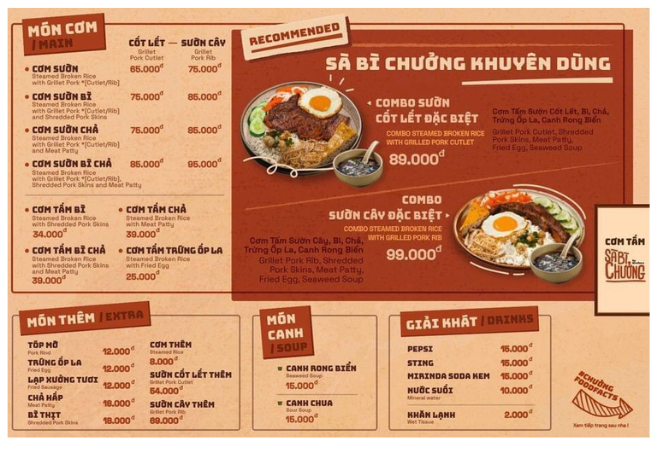 MÓN CƠM
/ MAIN
CỐT LẾT — SƯỜN CÂY
Grillet Pork Cutlet
Grillet Pork Rib
CƠM SƯỜN 65.000đ 75.000đ
Steamed Broken Rice
with Grillet Pork *(Cutlet/Rib)
CƠM SƯỜN BÌ 75.000đ 85.000đ
Steamed Broken Rice
with Grillet Pork *(Cutlet/Rib)
and Shredded Pork Skins
CƠM SƯỜN CHẢ 75.000đ 85.000đ
Steamed Broken Rice
with Grillet Pork *(Cutlet/Rib)
and Meat Patty
CƠM SƯỜN BÌ CHẢ 85.000đ 95.000đ
Steamed Broken Rice
with Grillet Pork *(Cutlet/Rib),
Shredded Pork Skins and Meat Patty
CƠM TẤM BÌ
Steamed Broken Rice
with Shredded Pork Skins
34.000đ
CƠM TẤM CHẢ
Steamed Broken Rice
with Meat Patty
39.000đ
CƠM TẤM BÌ CHẢ
Steamed Broken Rice
with Shredded Pork Skins
and Meat Patty
39.000đ
CƠM TẤM TRỨNG ỐP LA
Steamed Broken Rice
with Fried Egg
25.000đ
RECOMMENDED
SÀ BÌ CHƯỞNG KHUYÊN DÙNG
COMBO SƯỜN
CỐT LẾT ĐẶC BIỆT
COMBO STEAMED BROKEN RICE
WITH GRILLED PORK CUTLET
89.000đ
Cơm Tấm Sườn Cốt Lết, Bì, Chả,
Trứng Ốp La, Canh Rong Biển
Grillet Pork Cutlet, Shredded
Pork Skins, Meat Patty,
Fried Egg, Seaweed Soup
COMBO
SƯỜN CÂY ĐẶC BIỆT
COMBO STEAMED BROKEN RICE
WITH GRILLED PORK RIB
99.000đ
Cơm Tấm Sườn Cây, Bì, Chả,
Trứng Ốp La, Canh Rong Biển
Grillet Pork Rib, Shredded
Pork Skins, Meat Patty,
Fried Egg, Seaweed Soup
CƠM TẤM
SÀ BÌ
CHƯỞNG
MÓN THÊM / EXTRA
TÓP MỠ 12.000đ
Pork Rind
TRỨNG ỐP LA 12.000đ
Fried Egg
LẠP XƯỞNG TƯƠI 12.000đ
Fried Sausage
CHẢ HẤP 18.000đ
Meat Patty
BÌ THỊT 18.000đ
Shredded Pork Skins
CƠM THÊM
Steamed Rice
8.000đ
SƯỜN CỐT LẾT THÊM
Grillet Pork Cutlet
54.000đ
SƯỜN CÂY THÊM
Grillet Pork Rib
69.000đ
MÓN
CANH
/ SOUP
CANH RONG BIỂN
Seaweed Soup
15.000đ
CANH CHUA
Sour Soup
15.000đ
GIẢI KHÁT / DRINKS
PEPSI 15.000đ
STING 15.000đ
MIRINDA SODA KEM 15.000đ
NƯỚC SUỐI 10.000đ
Mineral water
KHĂN LẠNH 2.000đ
Wet Tissue
#CHƯỞNG
FOODFACTS
Xem tiếp trang sau nha !